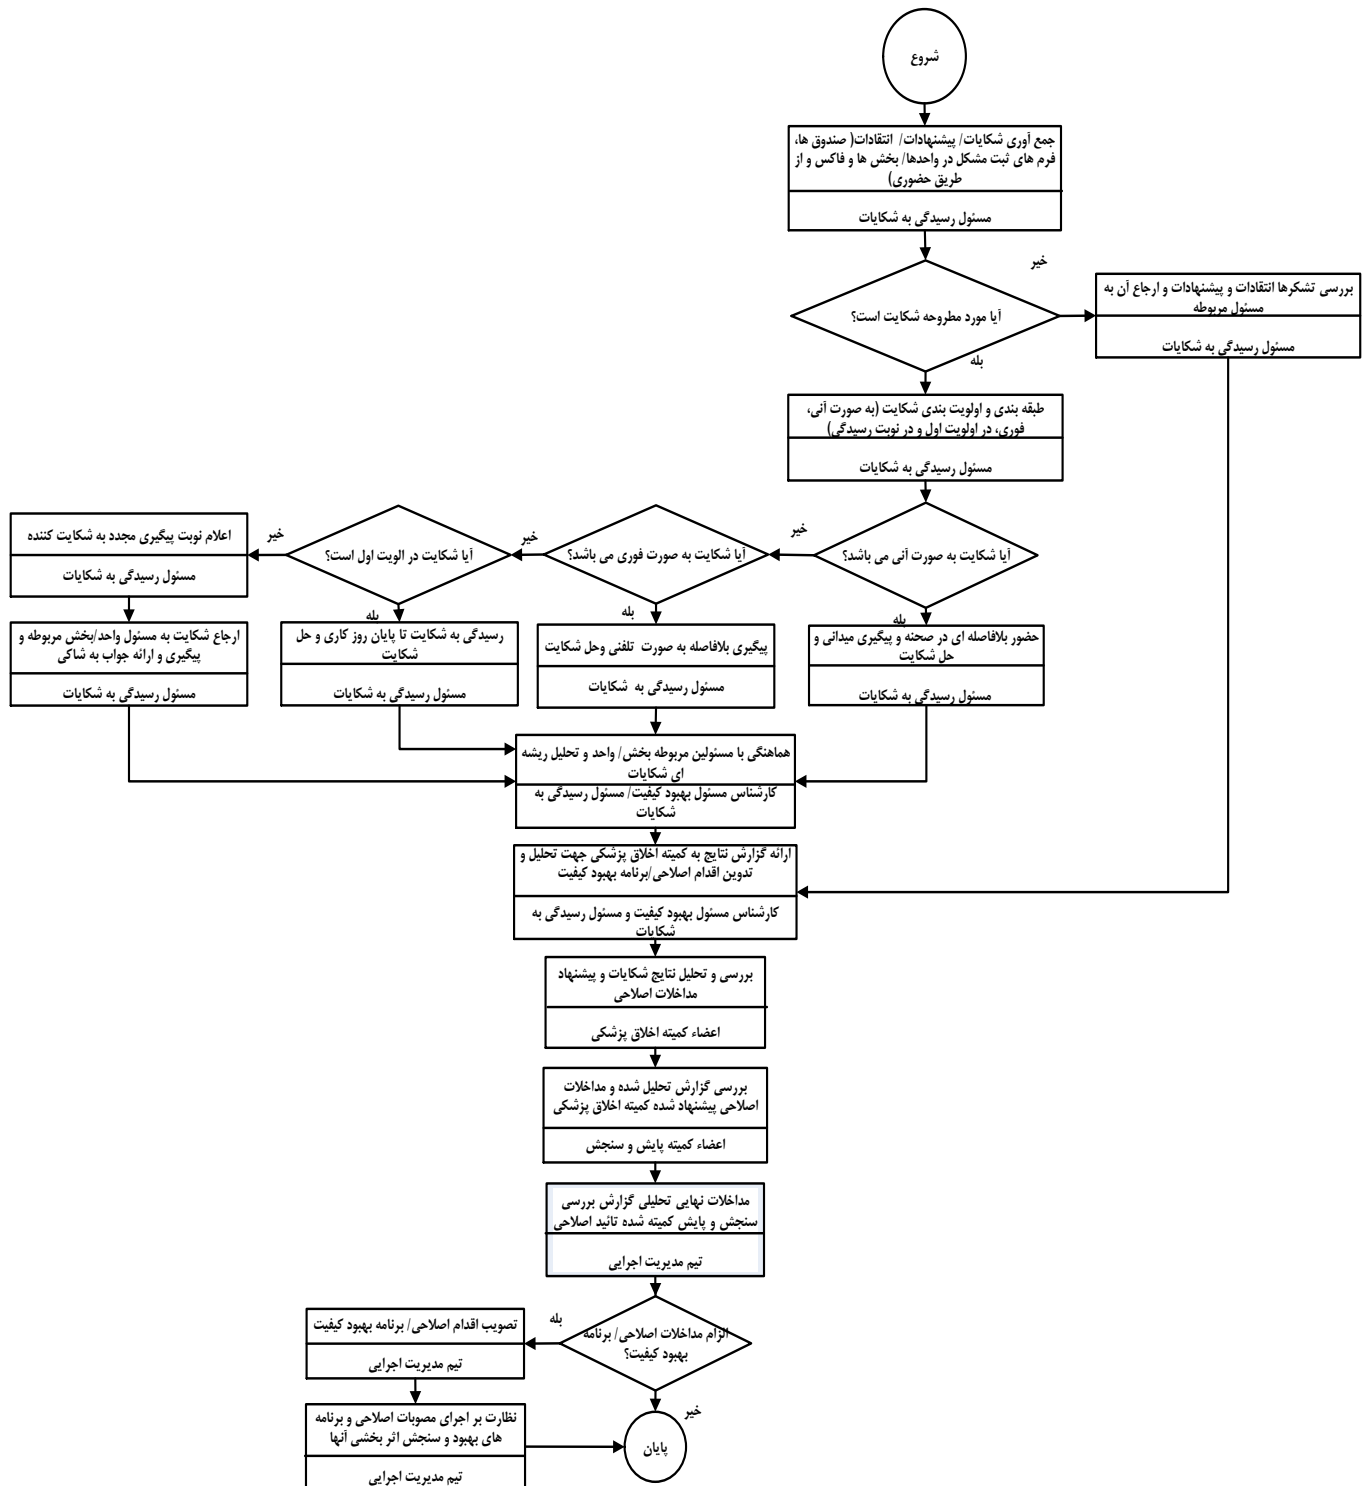 شروع
جمع آوری شکایات/ پیشنهادات/ انتقادات( صندوق ها،
فرم های ثبت مشکل در واحدها/ بخش ها و فاکس و از
طریق حضوری)
مسئول رسیدگی به شکایات
خیر
آیا مورد مطروحه شکایت است؟
بررسی تشکرها انتقادات و پیشنهادات و ارجاع آن به
مسئول مربوطه
مسئول رسیدگی به شکایات
بله
طبقه بندی و اولویت بندی شکایت (به صورت آنی،
فوری، در اولویت اول و در نوبت رسیدگی)
مسئول رسیدگی به شکایات
آیا شکایت به صورت آنی می باشد؟
خیر
آیا شکایت به صورت فوری می باشد؟
خیر
آیا شکایت در الویت اول است؟
خیر
اعلام نوبت پیگیری مجدد به شکایت کننده
مسئول رسیدگی به شکایات
بله
حضور بلافاصله ای در صحنه و پیگیری میدانی و
حل شکایت
مسئول رسیدگی به شکایات
بله
پیگیری بلافاصله به صورت تلفنی وحل شکایت
مسئول رسیدگی به شکایات
بله
رسیدگی به شکایت تا پایان روز کاری و حل
شکایت
مسئول رسیدگی به شکایات
ارجاع شکایت به مسئول واحد/بخش مربوطه و
پیگیری و ارائه جواب به شاکی
مسئول رسیدگی به شکایات
هماهنگی با مسئولین مربوطه بخش/ واحد و تحلیل ریشه
ای شکایات
کارشناس مسئول بهبود کیفیت/ مسئول رسیدگی به
شکایات
ارائه گزارش نتایج به کمیته اخلاق پزشکی جهت تحلیل و
تدوین اقدام اصلاحی/برنامه بهبود کیفیت
کارشناس مسئول بهبود کیفیت و مسئول رسیدگی به
شکایات
بررسی و تحلیل نتایج شکایات و پیشنهاد
مداخلات اصلاحی
اعضاء کمیته اخلاق پزشکی
بررسی گزارش تحلیل شده و مداخلات
اصلاحی پیشنهاد شده کمیته اخلاق پزشکی
اعضاء کمیته پایش و سنجش
مداخلات نهایی تحلیلی گزارش بررسی
سنجش و پایش کمیته شده تائید اصلاحی
تیم مدیریت اجرایی
الزام مداخلات اصلاحی/ برنامه
بهبود کیفیت؟
بله
تصویب اقدام اصلاحی/ برنامه بهبود کیفیت
تیم مدیریت اجرایی
نظارت بر اجرای مصوبات اصلاحی و برنامه
های بهبود و سنجش اثر بخشی آنها
تیم مدیریت اجرایی
خیر
پایان